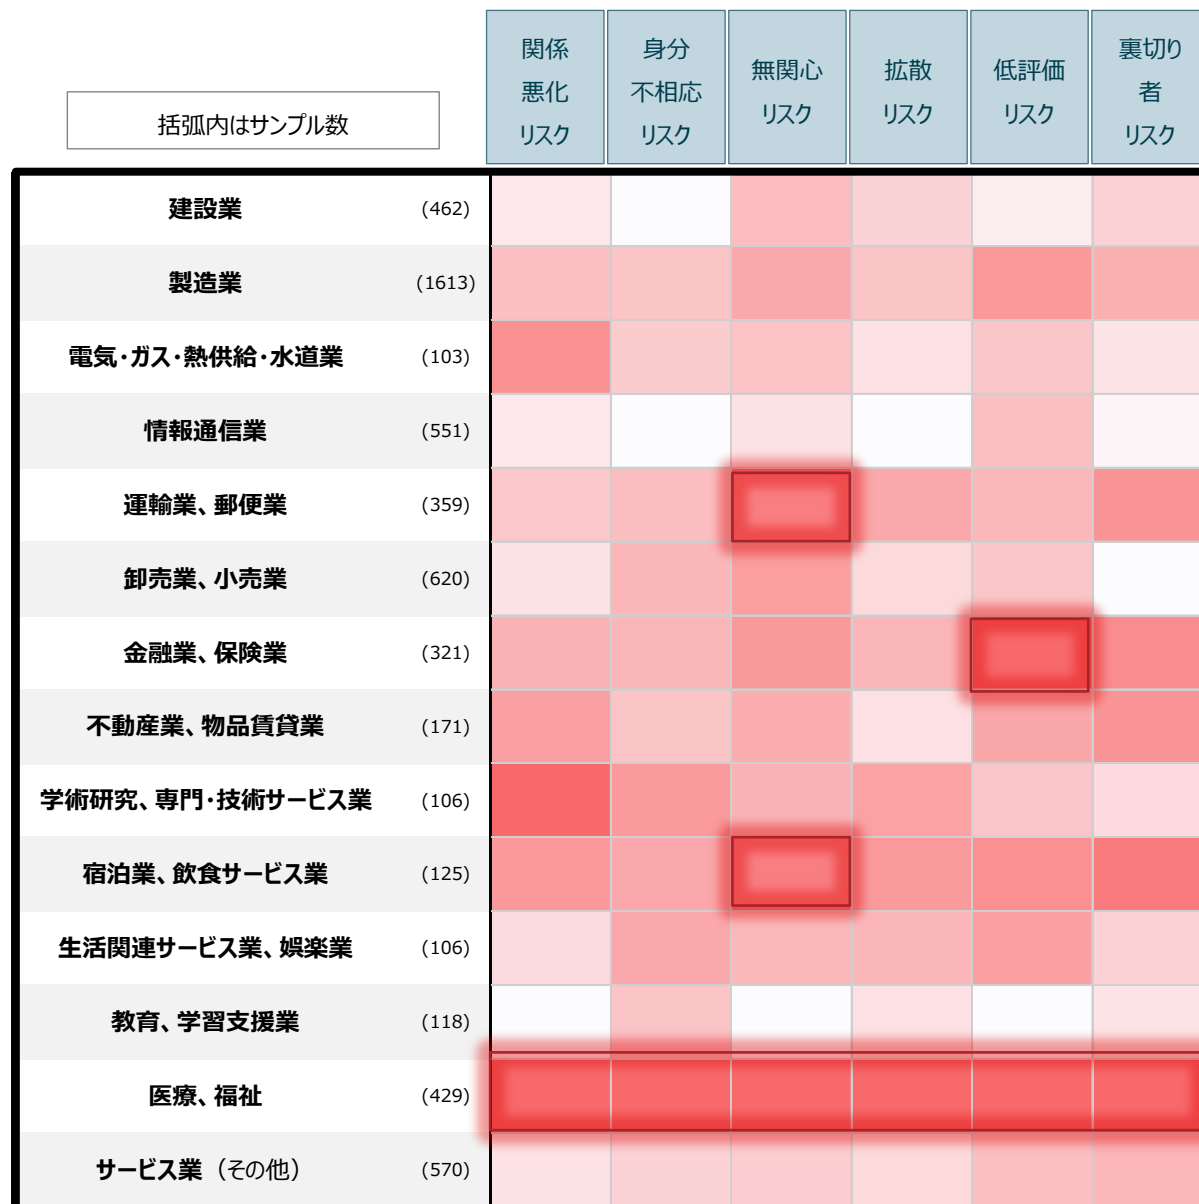 括弧内はサンプル数
関係
悪化
リスク
身分
不相応
リスク
無関心
リスク
拡散
リスク
低評価
リスク
裏切り
者
リスク
建設業 (462)
製造業 (1613)
電気・ガス・熱供給・水道業 (103)
情報通信業 (551)
運輸業、郵便業 (359)
卸売業、小売業 (620)
金融業、保険業 (321)
不動産業、物品賃貸業 (171)
学術研究、専門・技術サービス業 (106)
宿泊業、飲食サービス業 (125)
生活関連サービス業、娯楽業 (106)
教育、学習支援業 (118)
医療、福祉 (429)
サービス業（その他） (570)